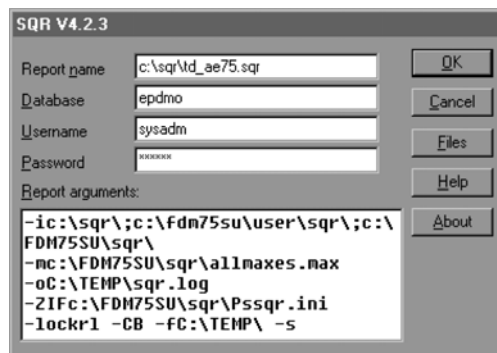 SQR V4.2.3
Report name c:\sqr\td_ae75.sqr
Database epdmo
Username sysadm
Password ******
Report arguments:
-ic:\sqr\;c:\fdm75su\user\sqr\;c:\
FDM75SU\sqr\
-mc:\FDM75SU\sqr\allmaxes.max
-oC:\TEMP\sqr.log
-ZIFc:\FDM75SU\sqr\Pssqr.ini
-lockrl -CB -fC:\TEMP\ -s
OK
Cancel
Files
Help
About